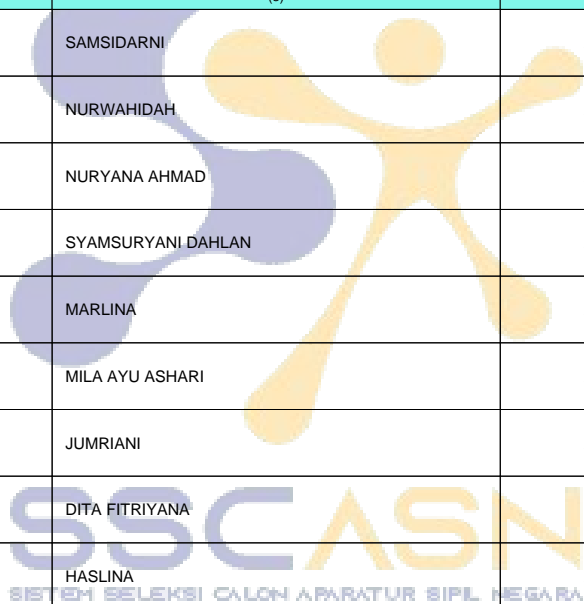 (3)
SAMSIDARNI
NURWAHIDAH
NURYANA AHMAD
SYAMSURYANI DAHLAN
MARLINA
MILA AYU ASHARI
JUMRIANI
DITA FITRIYANA
SSCASN
HASLINA
SISTEM SELEKSI CALON APARATUR SIPIL NEGARA